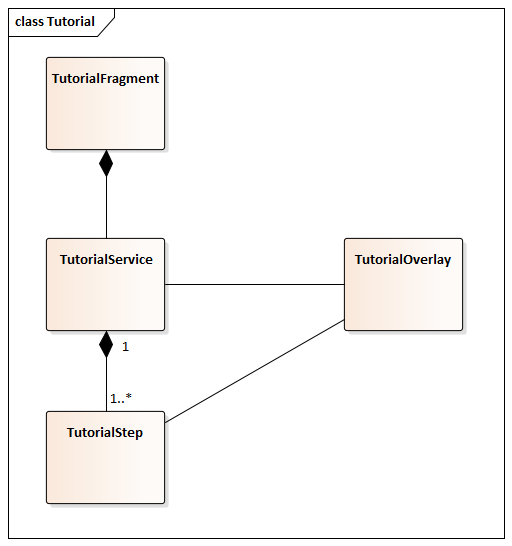 class Tutorial
TutorialFragment
TutorialService
TutorialOverlay
1
1..*
TutorialStep